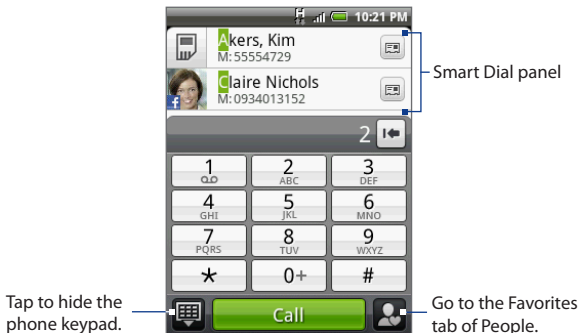 10:21 PM
Akers, Kim
M: 55554729
Claire Nichols
M: 0934013152
Smart Dial panel
2
1 2 3
ABC DEF
4 5 6
GHI JKL MNO
7 8 9
PQRS TUV WXYZ
* 0+ #
Tap to hide the
phone keypad.
Call
Go to the Favorites
tab of People.